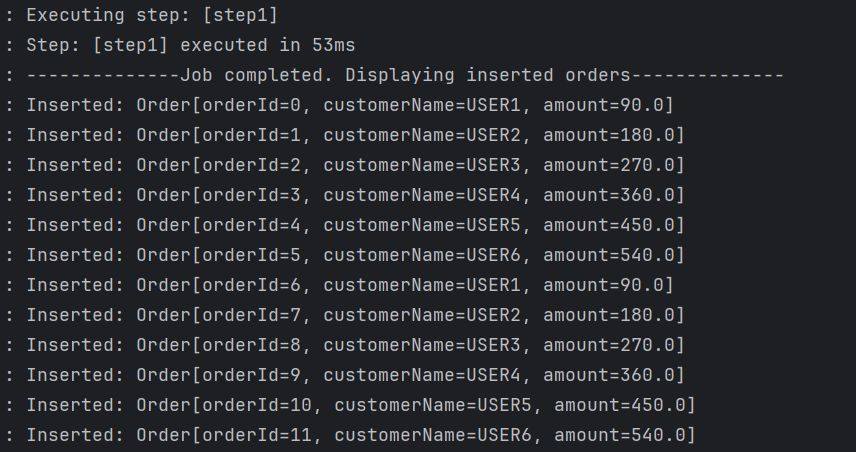 : Executing step: [step1]
: Step: [step1] executed in 53ms
: --------------Job completed. Displaying inserted orders--------------
: Inserted: Order[orderId=0, customerName=USER1, amount=90.0]
: Inserted: Order[orderId=1, customerName=USER2, amount=180.0]
: Inserted: Order[orderId=2, customerName=USER3, amount=270.0]
: Inserted: Order[orderId=3, customerName=USER4, amount=360.0]
: Inserted: Order[orderId=4, customerName=USER5, amount=450.0]
: Inserted: Order[orderId=5, customerName=USER6, amount=540.0]
: Inserted: Order[orderId=6, customerName=USER1, amount=90.0]
: Inserted: Order[orderId=7, customerName=USER2, amount=180.0]
: Inserted: Order[orderId=8, customerName=USER3, amount=270.0]
: Inserted: Order[orderId=9, customerName=USER4, amount=360.0]
: Inserted: Order[orderId=10, customerName=USER5, amount=450.0]
: Inserted: Order[orderId=11, customerName=USER6, amount=540.0]